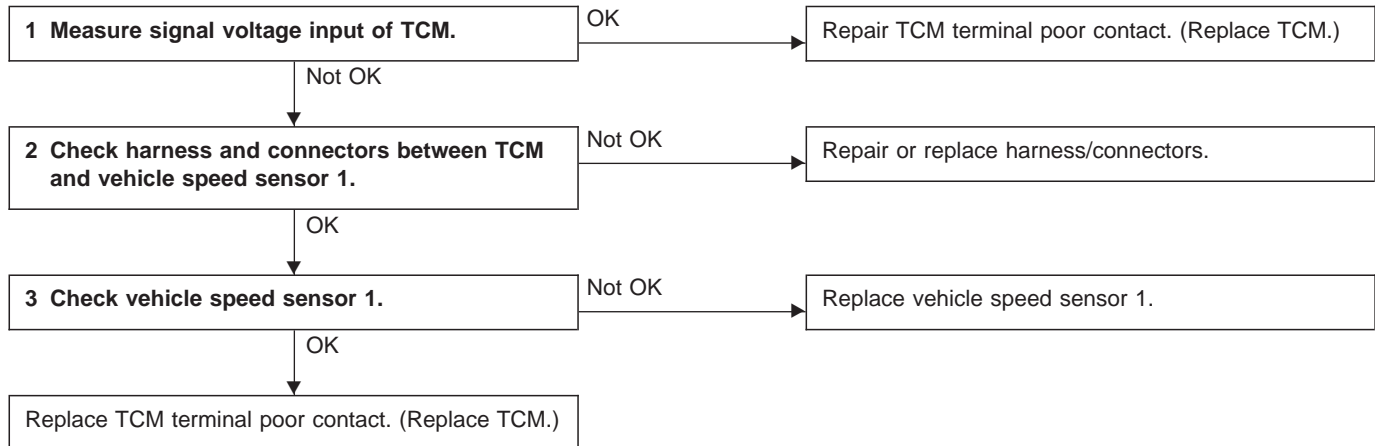 1 Measure signal voltage input of TCM.
OK
Repair TCM terminal poor contact. (Replace TCM.)
Not OK
2 Check harness and connectors between TCM
and vehicle speed sensor 1.
Not OK
Repair or replace harness/connectors.
OK
3 Check vehicle speed sensor 1.
Not OK
Replace vehicle speed sensor 1.
OK
Replace TCM terminal poor contact. (Replace TCM.)